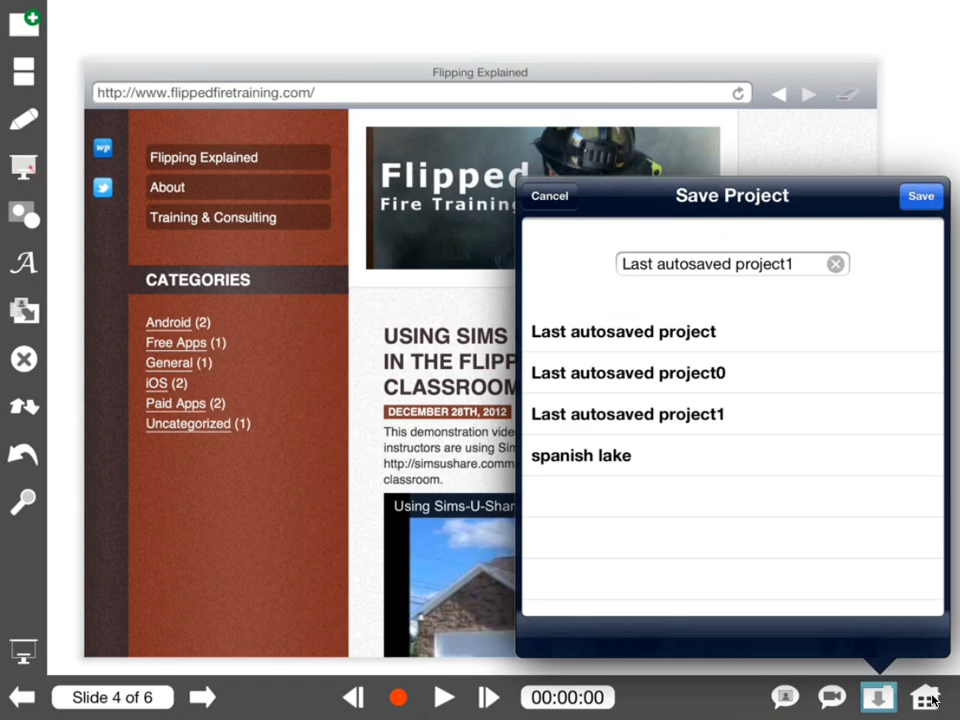 Flipping Explained
http://www.flippedfiretraining.com/
wp
Flipping Explained
About
Training & Consulting
CATEGORIES
Android (2)
Free Apps (1)
General (1)
iOS (2)
Paid Apps (2)
Uncategorized (1)
Flipped
Fire Training
USING SIMS
IN THE FLIPP
CLASSROOM
DECEMBER 28TH, 2012
This demonstration vide
instructors are using Sim
http://simsushare.comm
classroom.
Using Sims-U-Shar
Cancel
Save Project
Save
Last autosaved project1
Last autosaved project
Last autosaved project0
Last autosaved project1
spanish lake
A
Slide 4 of 6
00:00:00